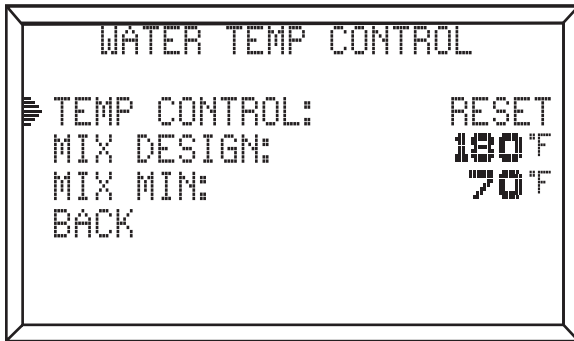 WATER TEMP CONTROL
TEMP CONTROL: RESET
MIX DESIGN: 180°F
MIX MIN: 70°F
BACK